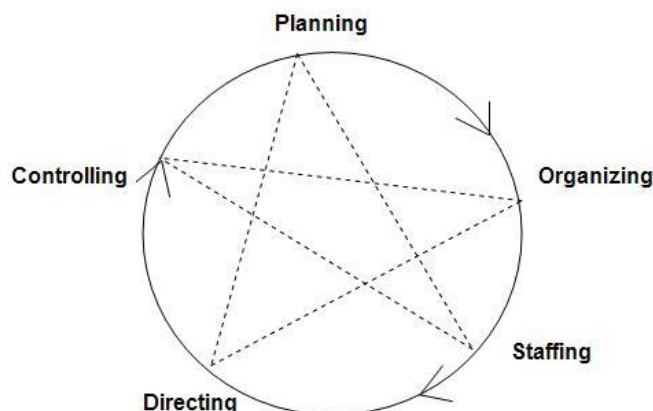 Planning
Controlling
Organizing
Staffing
Directing